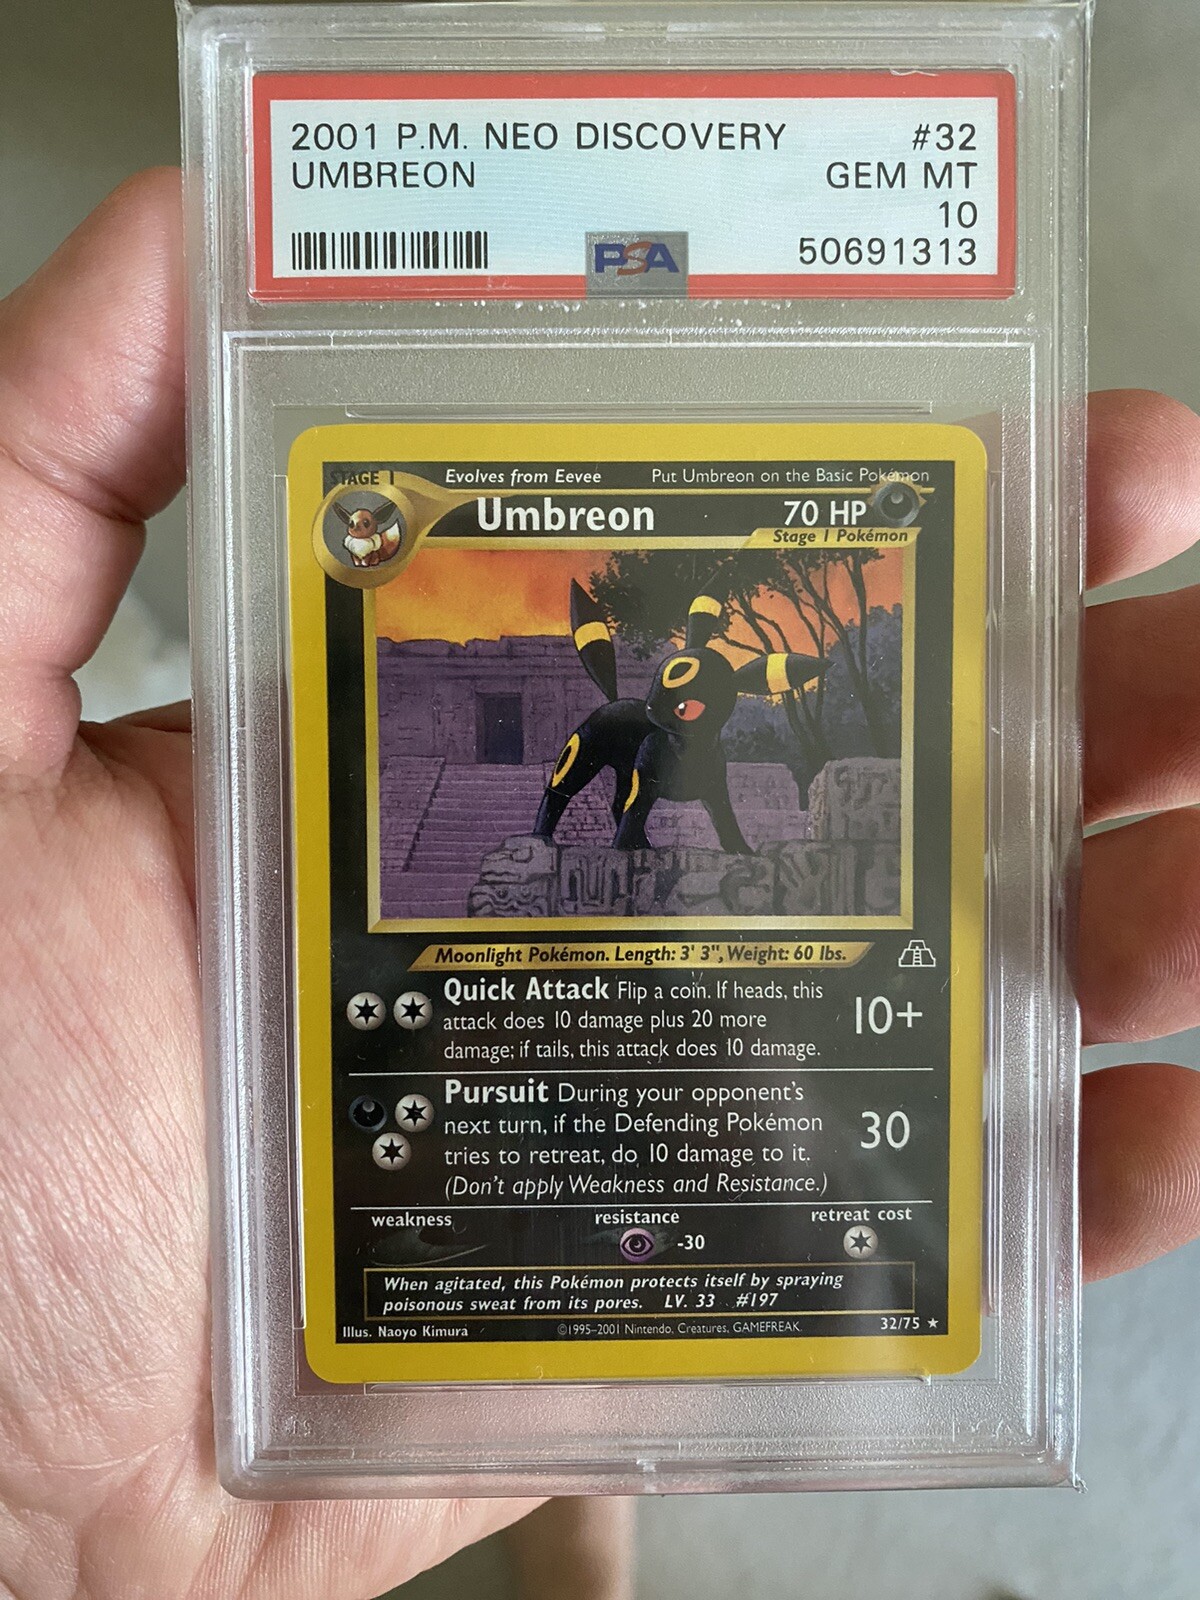 2001 P.M. NEO DISCOVERY #32
UMBREON GEM MT
10
PSA 50691313
STAGE 1 Evolves from Eevee Put Umbreon on the Basic Pokémon
Umbreon 70 HP
Stage 1 Pokémon
Moonlight Pokémon. Length: 3' 3", Weight: 60 lbs.
Quick Attack Flip a coin. If heads, this
attack does 10 damage plus 20 more 10+
damage; if tails, this attack does 10 damage.
Pursuit During your opponent's
next turn, if the Defending Pokémon 30
tries to retreat, do 10 damage to it.
(Don't apply Weakness and Resistance.)
weakness resistance retreat cost
-30
When agitated, this Pokémon protects itself by spraying
poisonous sweat from its pores. LV. 33 #197
Illus. Naoyo Kimura ©1995–2001 Nintendo, Creatures, GAMEFREAK. 32/75 ★